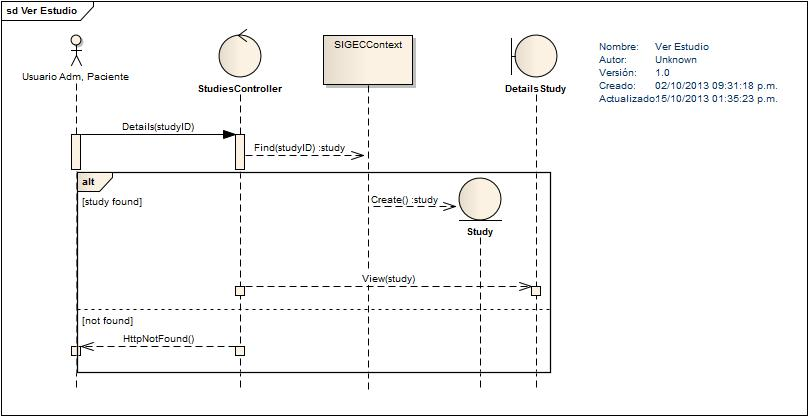 sd Ver Estudio
Usuario Adm, Paciente
StudiesController
SIGECContext
DetailsStudy
Nombre: Ver Estudio
Autor: Unknown
Versión: 1.0
Creado: 02/10/2013 09:31:18 p.m.
Actualizado:15/10/2013 01:35:23 p.m.
Details(studyID)
Find(studyID) :study
alt
[study found]
Create() :study
Study
View(study)
[not found]
HttpNotFound()